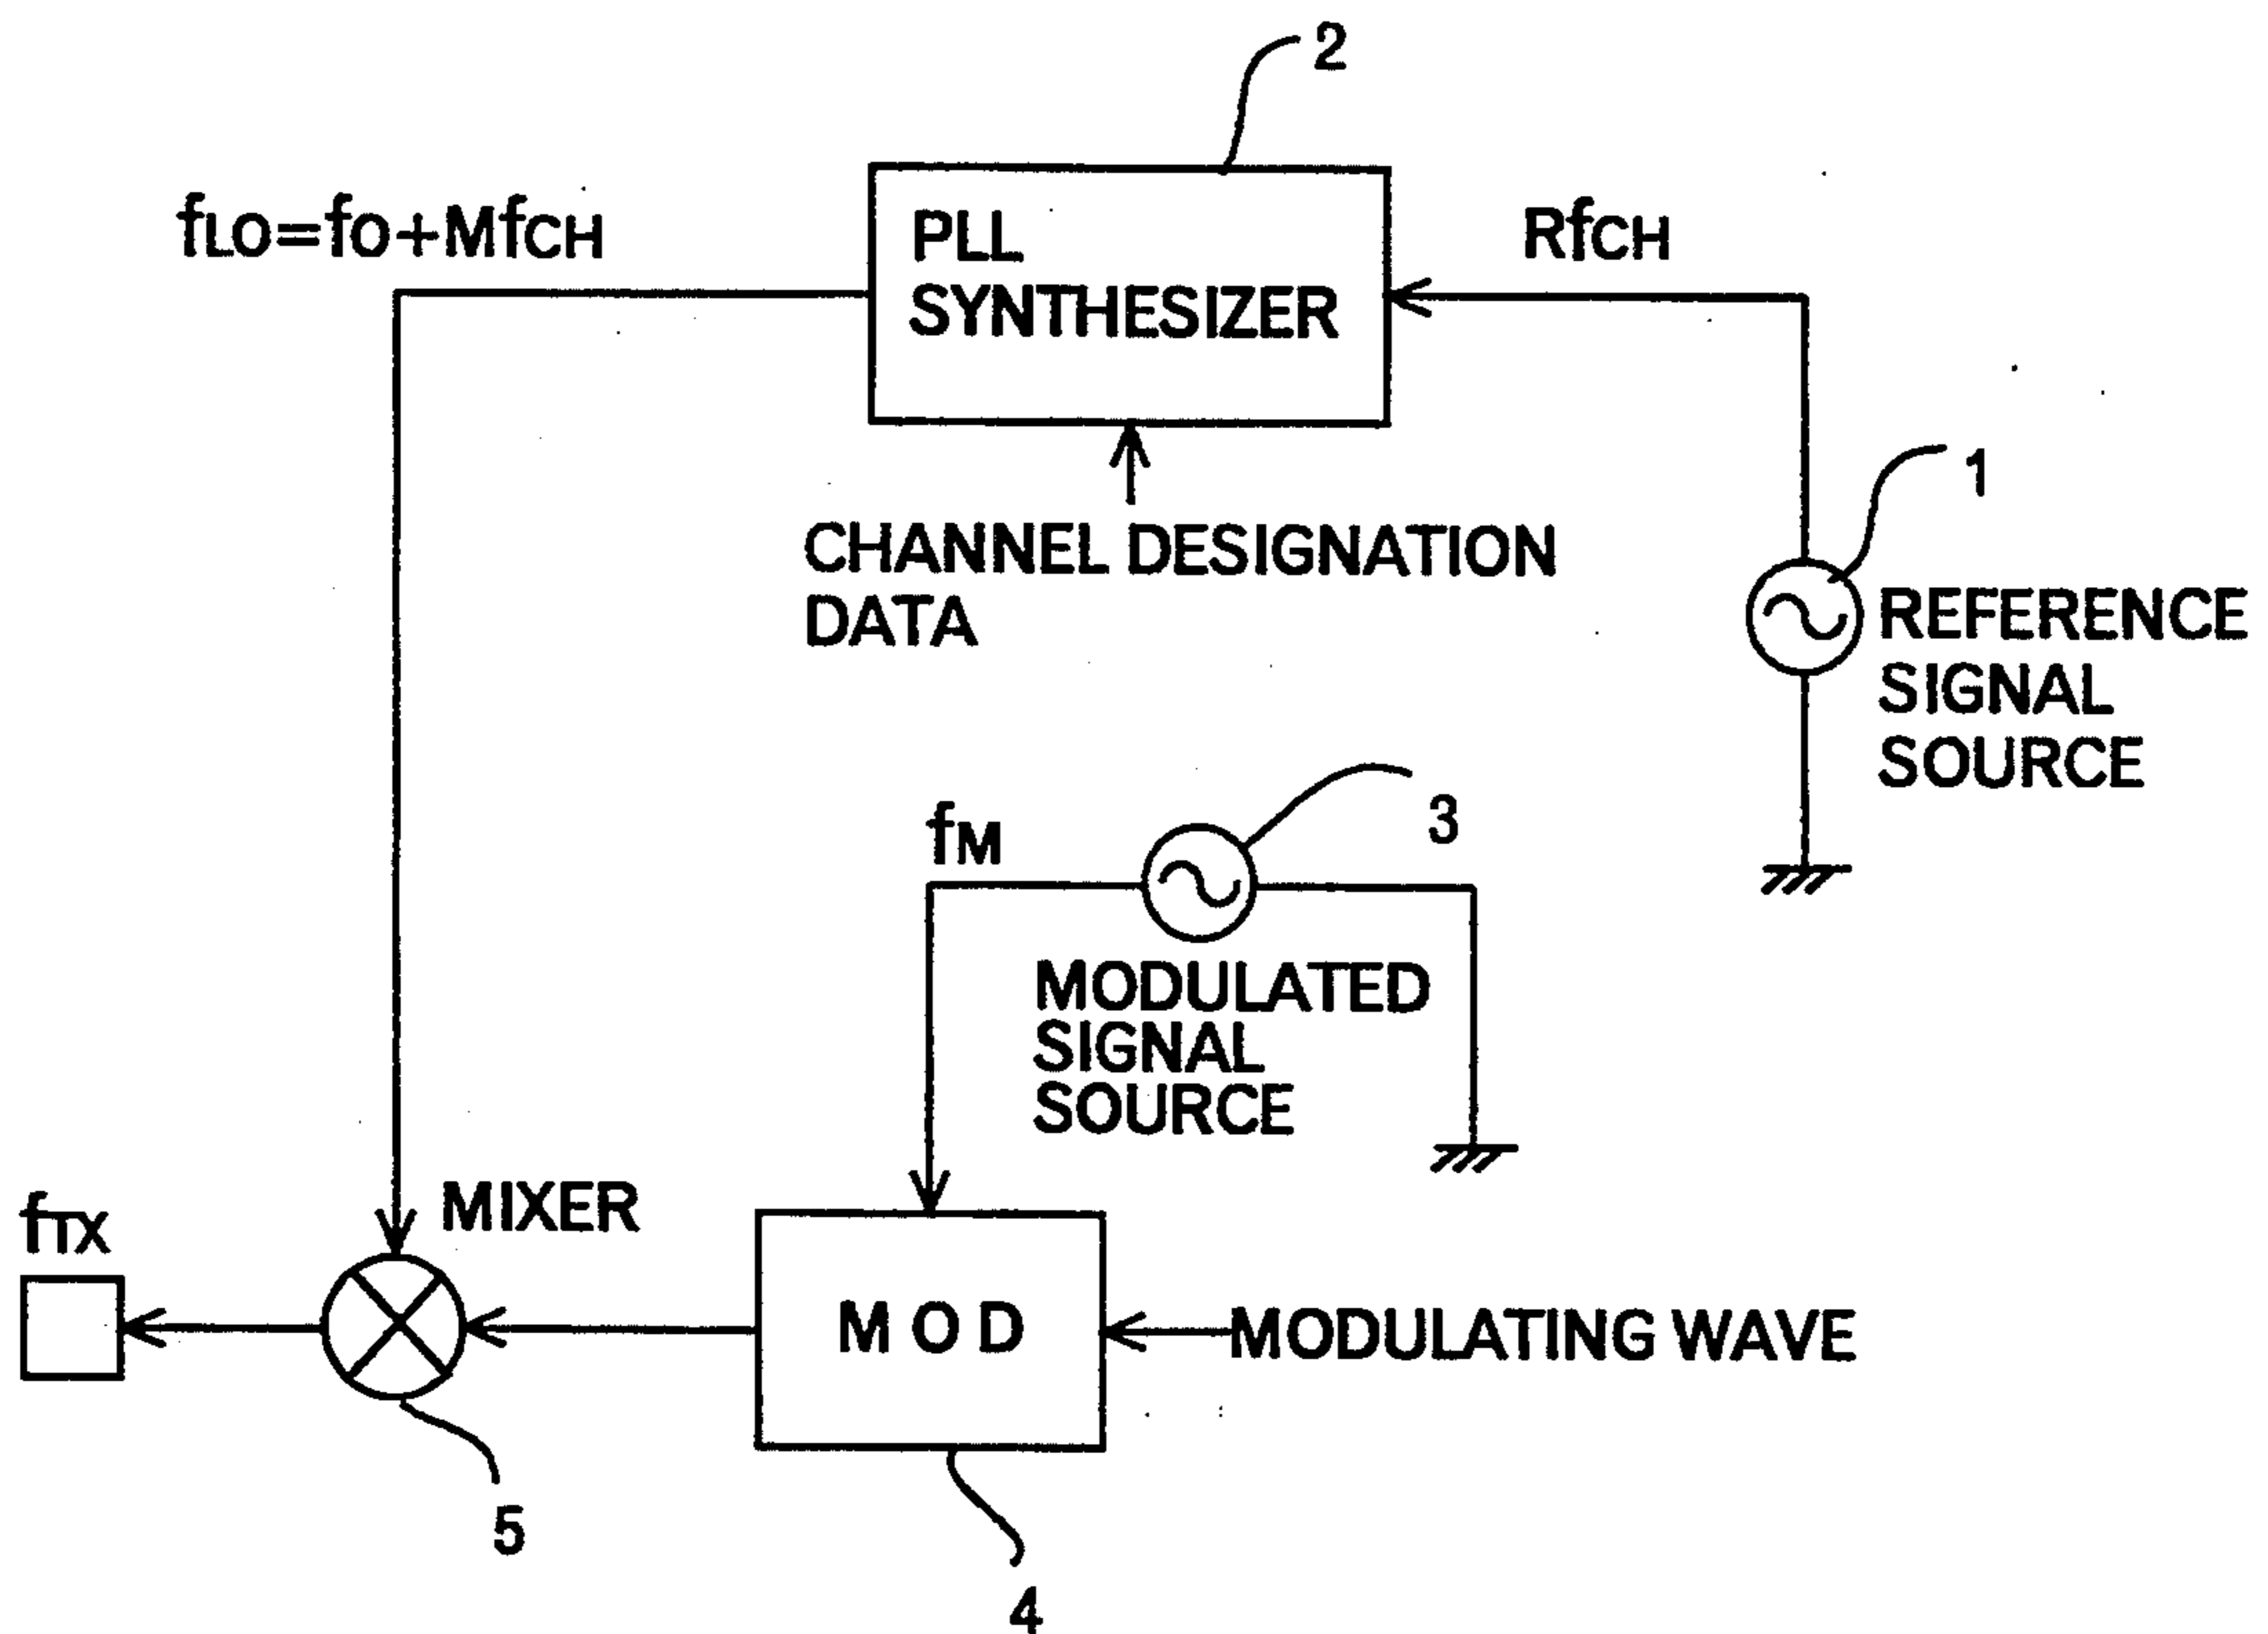 2
fLO=fO+MfCH
PLL
SYNTHESIZER
RfCH
1
CHANNEL DESIGNATION
DATA
REFERENCE
SIGNAL
SOURCE
3
fM
MODULATED
SIGNAL
SOURCE
MIXER
fTX
MOD
MODULATING WAVE
5
4